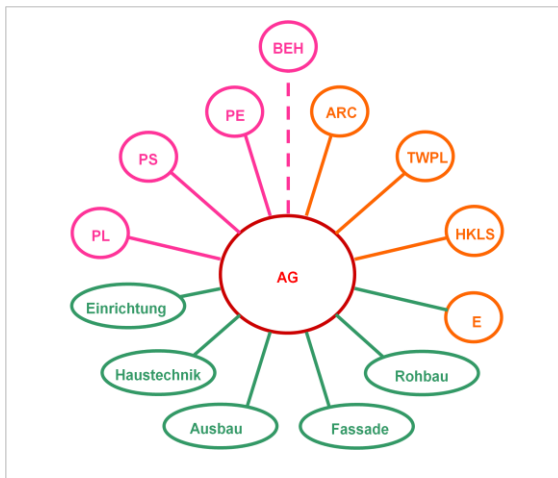 BEH
PE
ARC
PS
TWPL
PL
HKLS
AG
Einrichtung
E
Haustechnik
Rohbau
Ausbau
Fassade